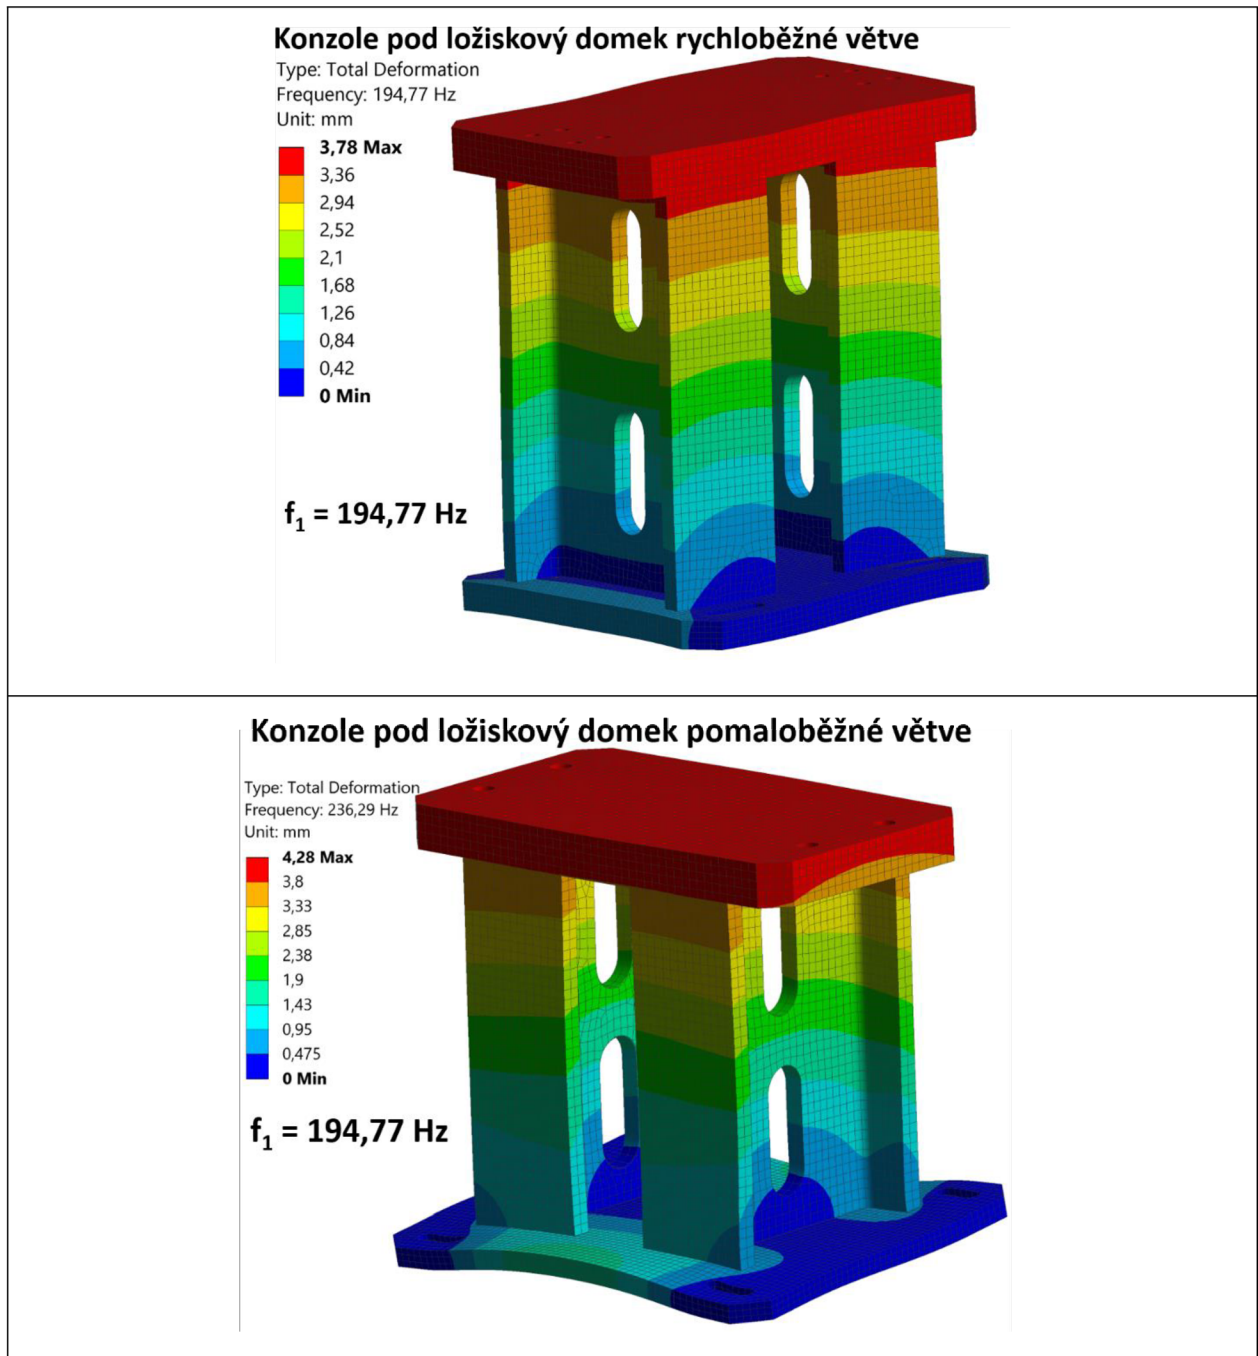 Konzole pod ložiskový domek rychloběžné větve
Type: Total Deformation
Frequency: 194,77 Hz
Unit: mm
3,78 Max
3,36
2,94
2,52
2,1
1,68
1,26
0,84
0,42
0 Min
f1 = 194,77 Hz
Konzole pod ložiskový domek pomaloběžné větve
Type: Total Deformation
Frequency: 236,29 Hz
Unit: mm
4,28 Max
3,8
3,33
2,85
2,38
1,9
1,43
0,95
0,475
0 Min
f1 = 194,77 Hz